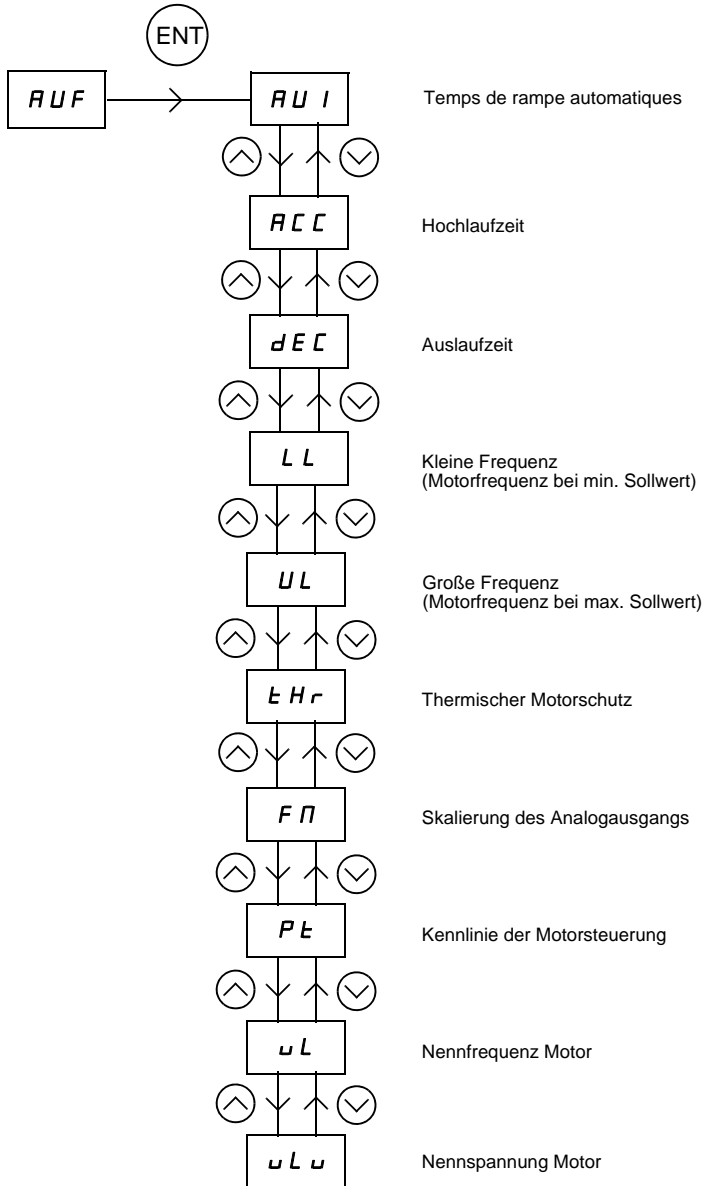 ENT
AUF
AU1 Temps de rampe automatiques
ACC Hochlaufzeit
dEC Auslaufzeit
LL Kleine Frequenz
(Motorfrequenz bei min. Sollwert)
UL Große Frequenz
(Motorfrequenz bei max. Sollwert)
tHr Thermischer Motorschutz
FM Skalierung des Analogausgangs
Pt Kennlinie der Motorsteuerung
uL Nennfrequenz Motor
uLu Nennspannung Motor